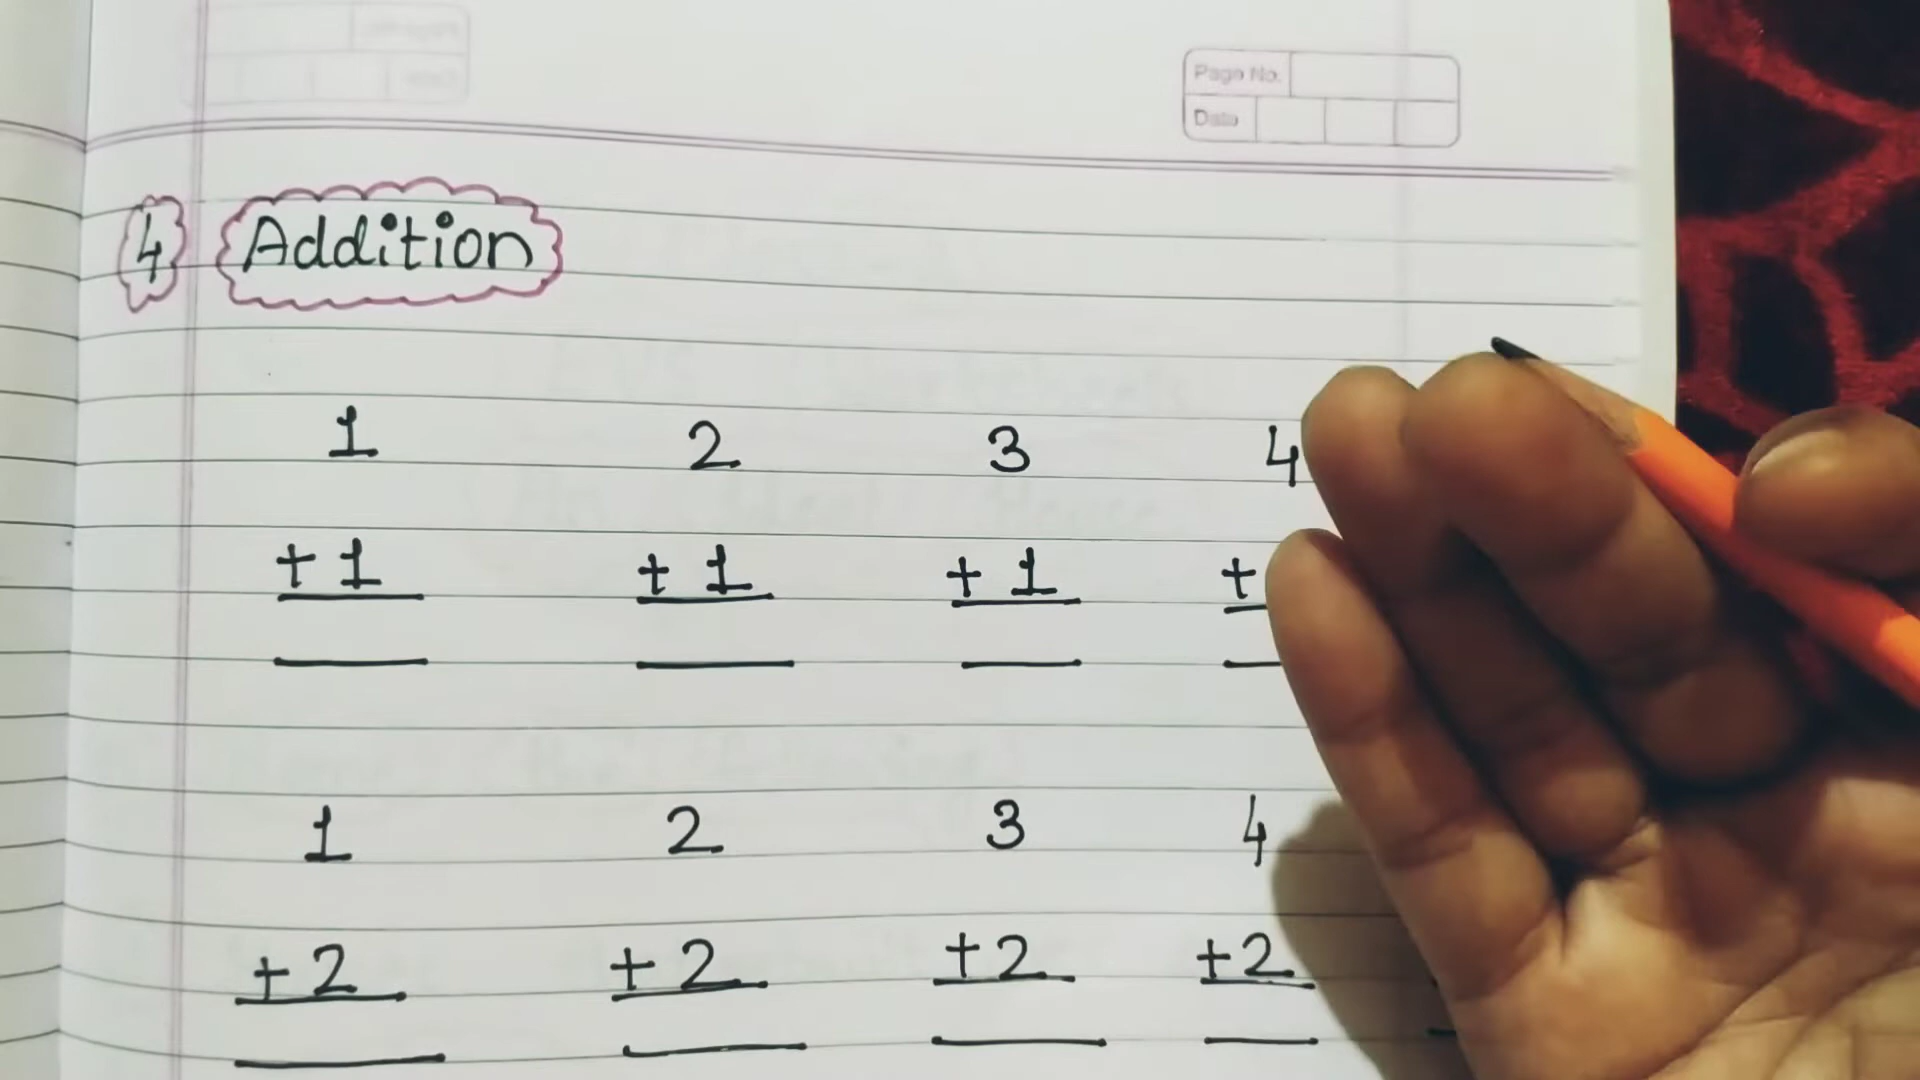 Page No.
Date
4 Addition
1 2 3 4
+1 +1 +1 +
1 2 3 4
+2 +2 +2 +2